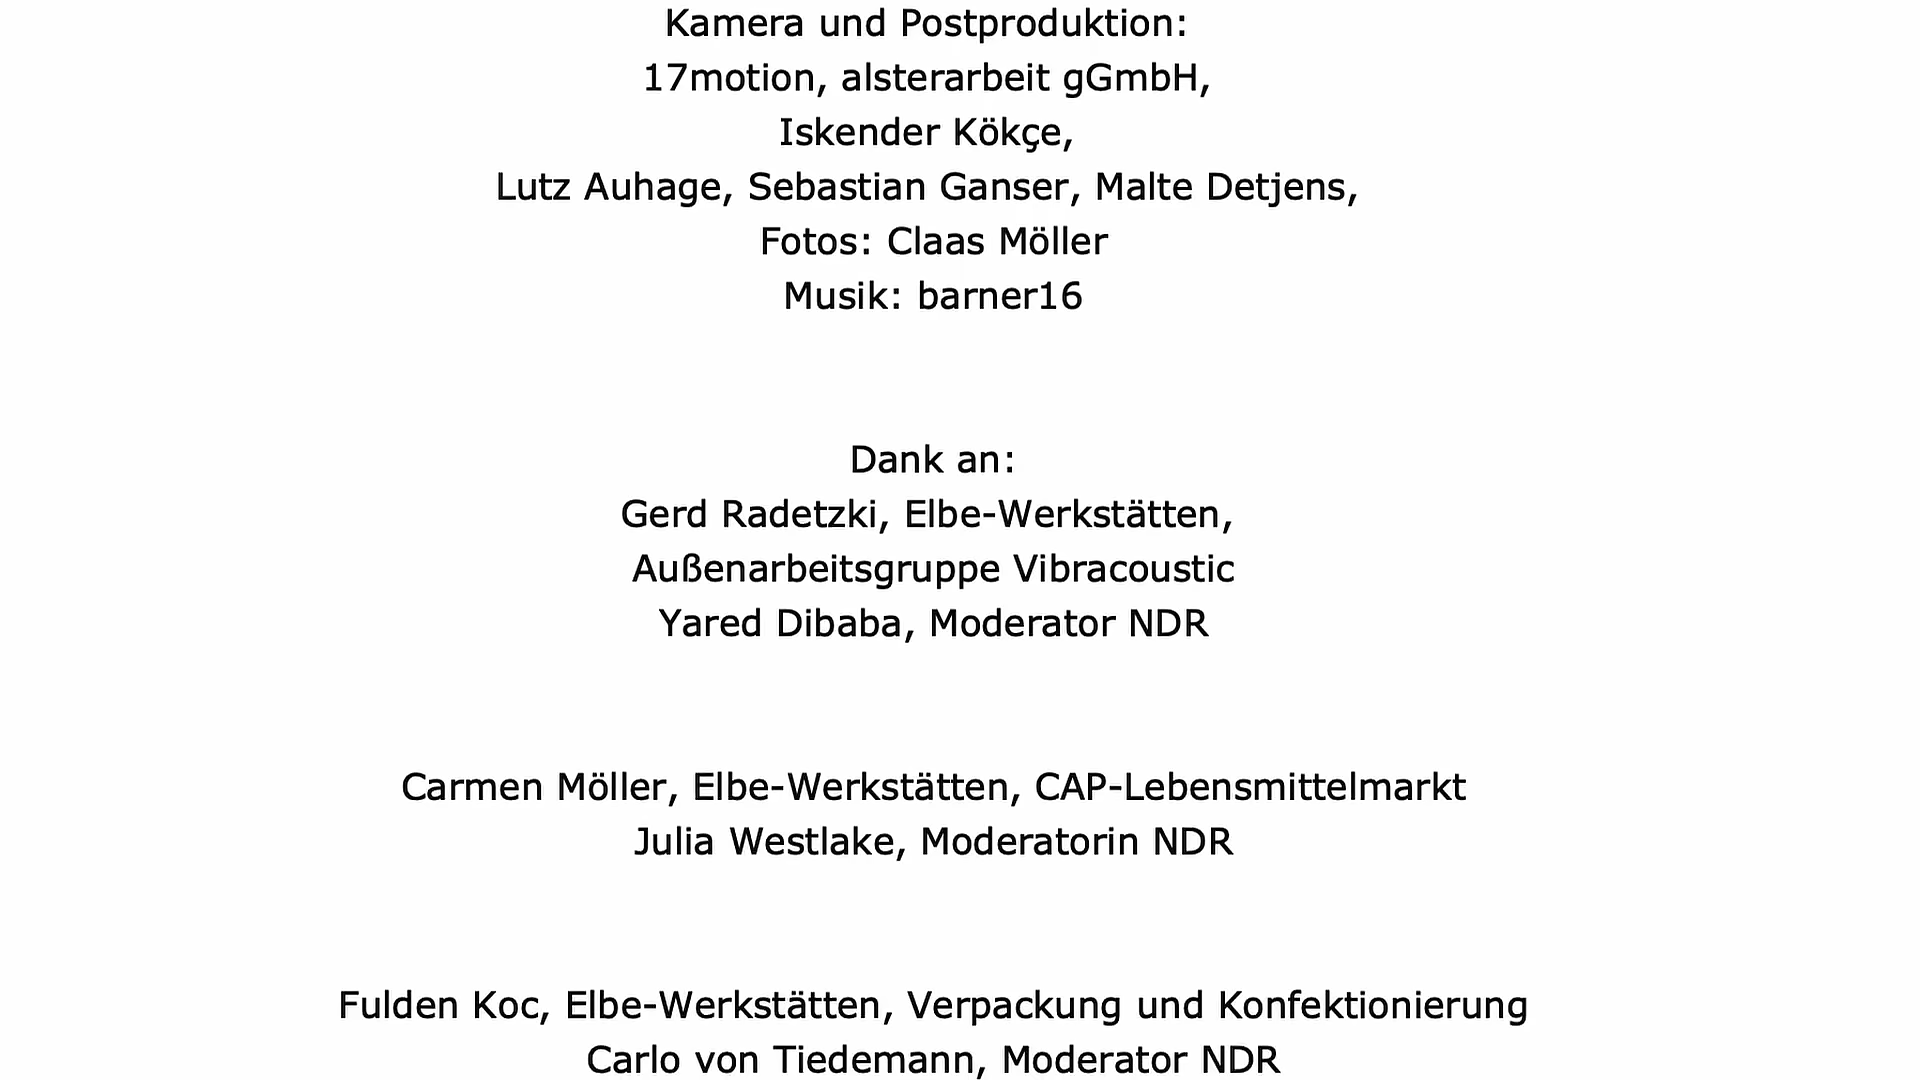 Kamera und Postproduktion:
17motion, alsterarbeit gGmbH,
Iskender Kökçe,
Lutz Auhage, Sebastian Ganser, Malte Detjens,
Fotos: Claas Möller
Musik: barner16
Dank an:
Gerd Radetzki, Elbe-Werkstätten,
Außenarbeitsgruppe Vibracoustic
Yared Dibaba, Moderator NDR
Carmen Möller, Elbe-Werkstätten, CAP-Lebensmittelmarkt
Julia Westlake, Moderatorin NDR
Fulden Koc, Elbe-Werkstätten, Verpackung und Konfektionierung
Carlo von Tiedemann, Moderator NDR